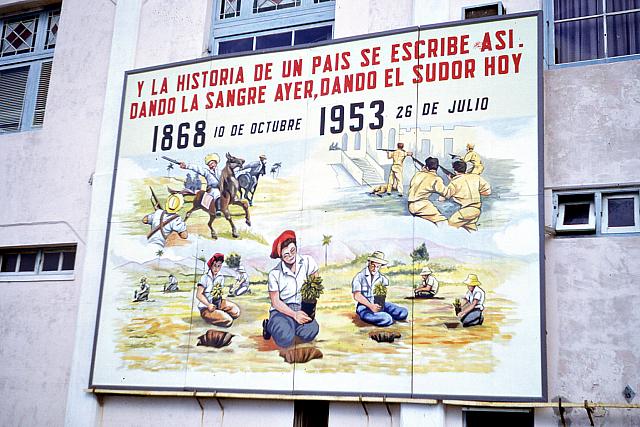 Y LA HISTORIA DE UN PAIS SE ESCRIBE ASI.
DANDO LA SANGRE AYER, DANDO EL SUDOR HOY
1868 10 DE OCTUBRE 1953 26 DE JULIO